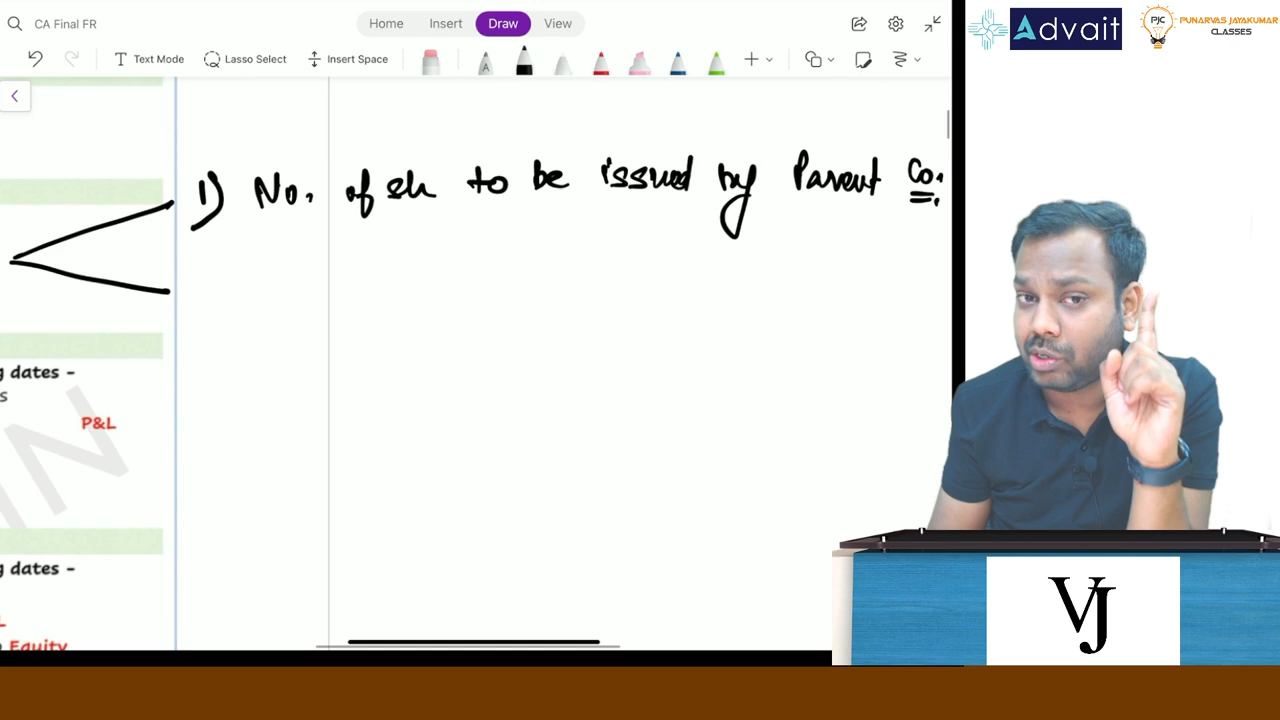 CA Final FR
Home Insert Draw View
Advait
PJC
PUNARVAS JAYAKUMAR
CLASSES
Text Mode
Lasso Select
Insert Space
1) No. of sh to be issued by Parent Co.
g dates -
s
P&L
IN
g dates -
L
Equity
VJ